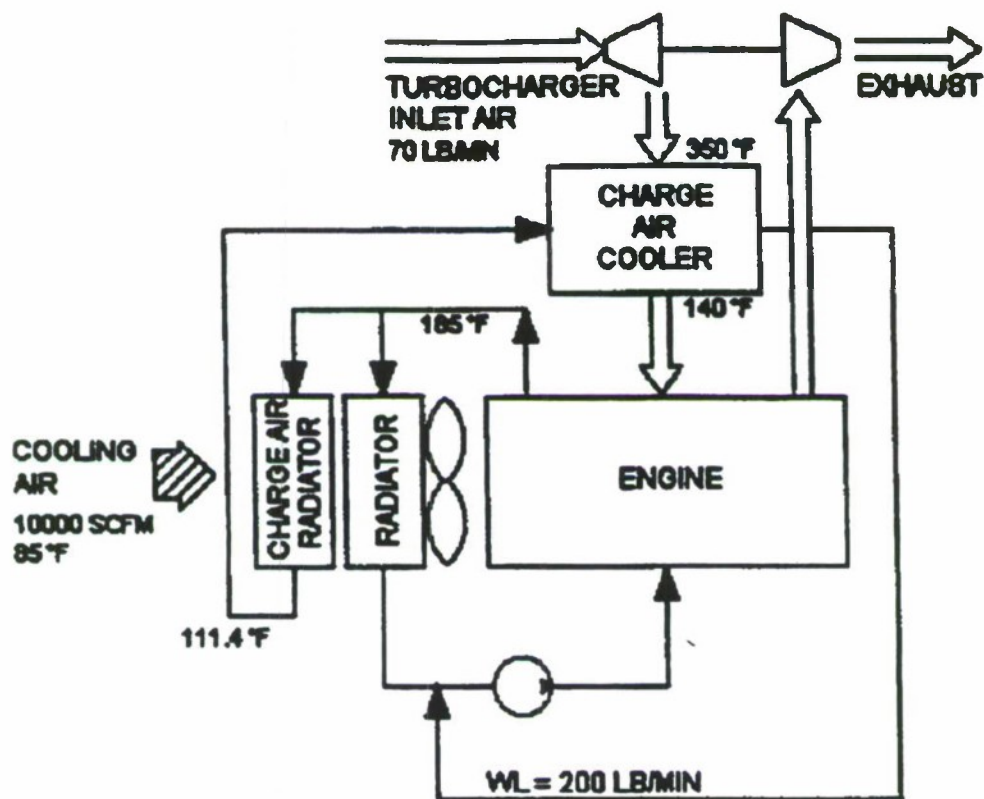 TURBOCHARGER
INLET AIR
70 LB/MIN
EXHAUST
350 °F
CHARGE
AIR
COOLER
140 °F
185 °F
COOLING
AIR
10000 SCFM
85 °F
CHARGE AIR
RADIATOR
RADIATOR
ENGINE
111.4 °F
WL = 200 LB/MIN